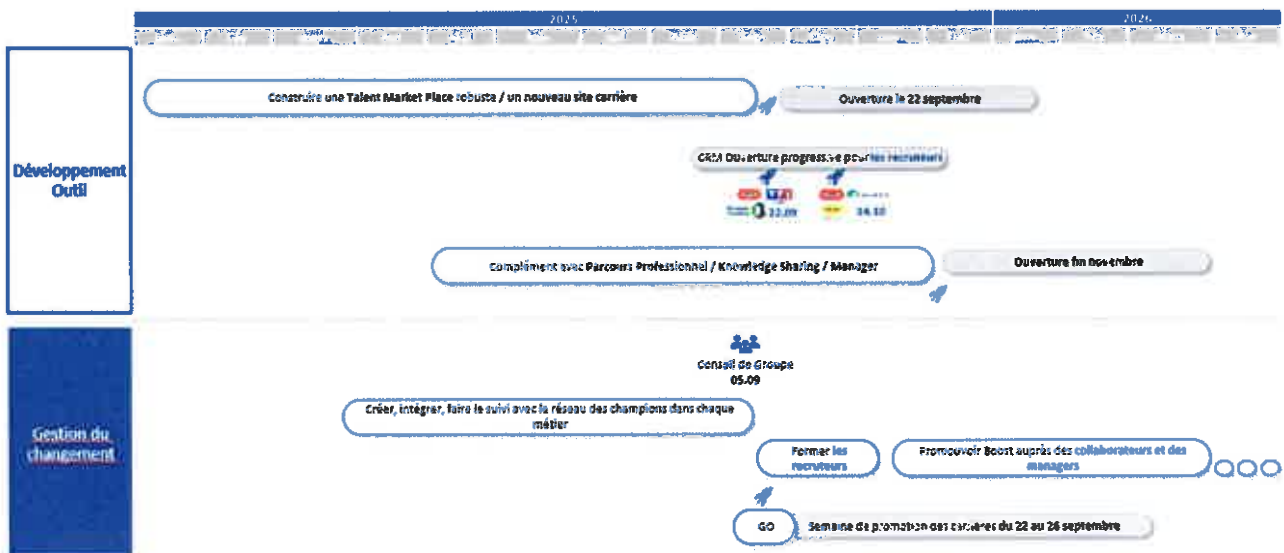 2025
2026
Construire une Talent Market Place robuste / un nouveau site carrière
Ouverture le 22 septembre
Développement
Outil
CRM Ouverture progressive pour les recruteurs
22.09
14.10
Complément avec Parcours Professionnel / Knowledge Sharing / Manager
Ouverture fin novembre
Conseil de Groupe
05.09
Créer, intégrer, faire le suivi avec la réseau des champions dans chaque
métier
Gestion du
changement
Former les
recruteurs
Promouvoir Boost auprès des collaborateurs et des
managers
GO
Semaine de promotion des carrières du 22 au 26 septembre